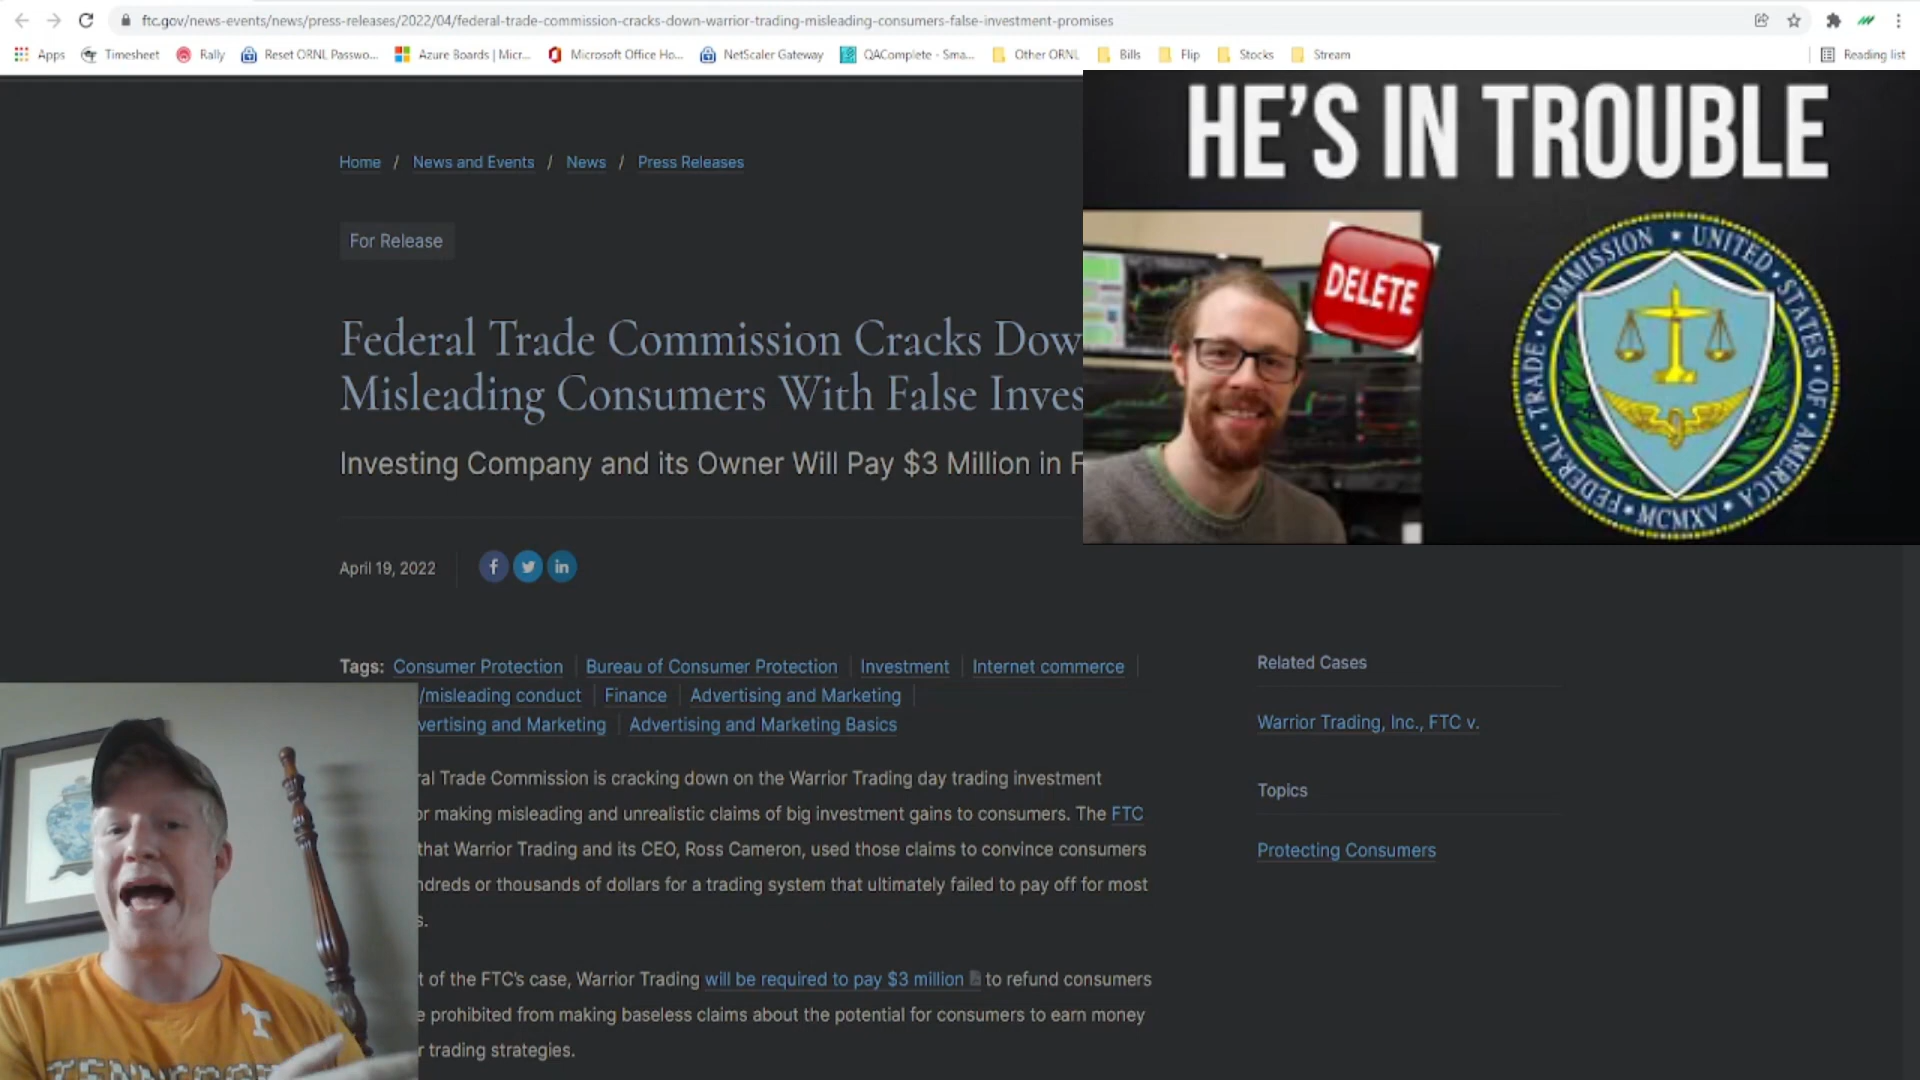 ftc.gov/news-events/news/press-releases/2022/04/federal-trade-commission-cracks-down-warrior-trading-misleading-consumers-false-investment-promises
Apps Timesheet Rally Reset ORNL Passwo... Azure Boards | Micr... Microsoft Office Ho... NetScaler Gateway QAComplete - Sma... Other ORNL Bills Flip Stocks Stream Reading list
HE'S IN TROUBLE
DELETE
FEDERAL TRADE COMMISSION ★ UNITED STATES OF AMERICA
MCMXV
Home / News and Events / News / Press Releases
For Release
Federal Trade Commission Cracks Dow
Misleading Consumers With False Inves
Investing Company and its Owner Will Pay $3 Million in F
April 19, 2022
Tags: Consumer Protection | Bureau of Consumer Protection | Investment | Internet commerce |
/misleading conduct | Finance | Advertising and Marketing |
vertising and Marketing | Advertising and Marketing Basics
al Trade Commission is cracking down on the Warrior Trading day trading investment
or making misleading and unrealistic claims of big investment gains to consumers. The FTC
that Warrior Trading and its CEO, Ross Cameron, used those claims to convince consumers
ndreds or thousands of dollars for a trading system that ultimately failed to pay off for most
s.
t of the FTC's case, Warrior Trading will be required to pay $3 million to refund consumers
e prohibited from making baseless claims about the potential for consumers to earn money
r trading strategies.
Related Cases
Warrior Trading, Inc., FTC v.
Topics
Protecting Consumers
T
TENNESSEE